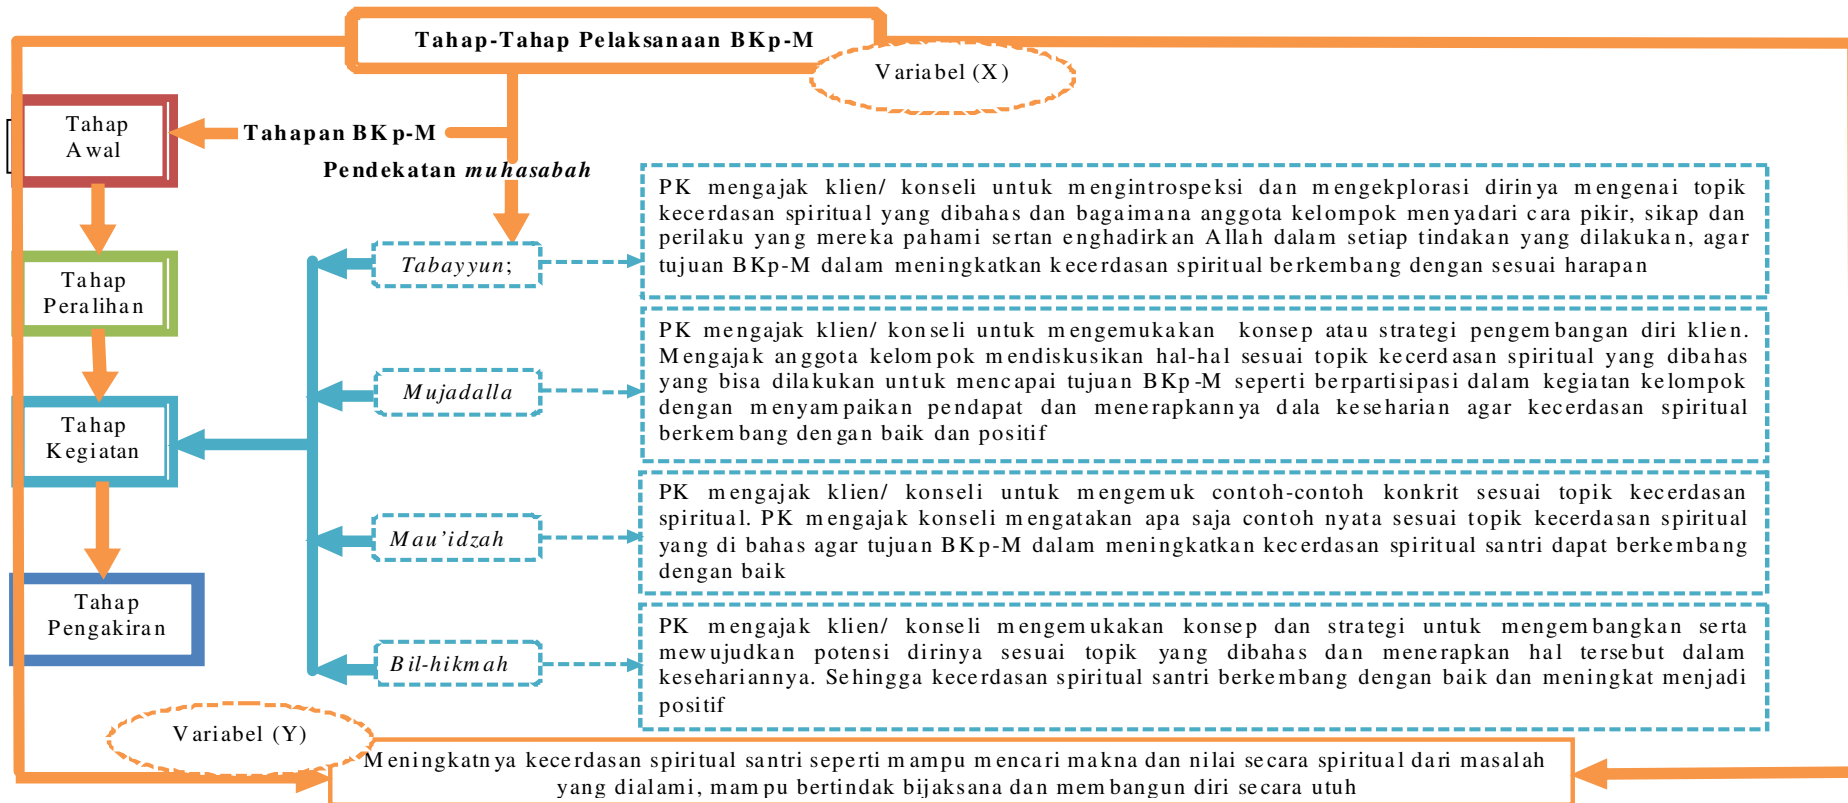 Tahap-Tahap Pelaksanaan BKp-M
Variabel (X)
Tahap
Awal
Tahapan BKp-M
Pendekatan muhasabah
Tahap
Peralihan
Tahap
Kegiatan
Tahap
Pengakiran
Tabayyun;
PK mengajak klien/ konseli untuk mengintrospeksi dan mengekplorasi dirinya mengenai topik
kecerdasan spiritual yang dibahas dan bagaimana anggota kelompok menyadari cara pikir, sikap dan
perilaku yang mereka pahami sertan enghadirkan Allah dalam setiap tindakan yang dilakukan, agar
tujuan BKp-M dalam meningkatkan kecerdasan spiritual berkembang dengan sesuai harapan
Mujadalla
PK mengajak klien/ konseli untuk mengemukakan konsep atau strategi pengembangan diri klien.
Mengajak anggota kelompok mendiskusikan hal-hal sesuai topik kecerdasan spiritual yang dibahas
yang bisa dilakukan untuk mencapai tujuan BKp-M seperti berpartisipasi dalam kegiatan kelompok
dengan menyampaikan pendapat dan menerapkannya dala keseharian agar kecerdasan spiritual
berkembang dengan baik dan positif
Mau'idzah
PK mengajak klien/ konseli untuk mengemuk contoh-contoh konkrit sesuai topik kecerdasan
spiritual. PK mengajak konseli mengatakan apa saja contoh nyata sesuai topik kecerdasan spiritual
yang di bahas agar tujuan BKp-M dalam meningkatkan kecerdasan spiritual santri dapat berkembang
dengan baik
Bil-hikmah
PK mengajak klien/ konseli mengemukakan konsep dan strategi untuk mengembangkan serta
mewujudkan potensi dirinya sesuai topik yang dibahas dan menerapkan hal tersebut dalam
kesehariannya. Sehingga kecerdasan spiritual santri berkembang dengan baik dan meningkat menjadi
positif
Variabel (Y)
Meningkatnya kecerdasan spiritual santri seperti mampu mencari makna dan nilai secara spiritual dari masalah
yang dialami, mampu bertindak bijaksana dan membangun diri secara utuh